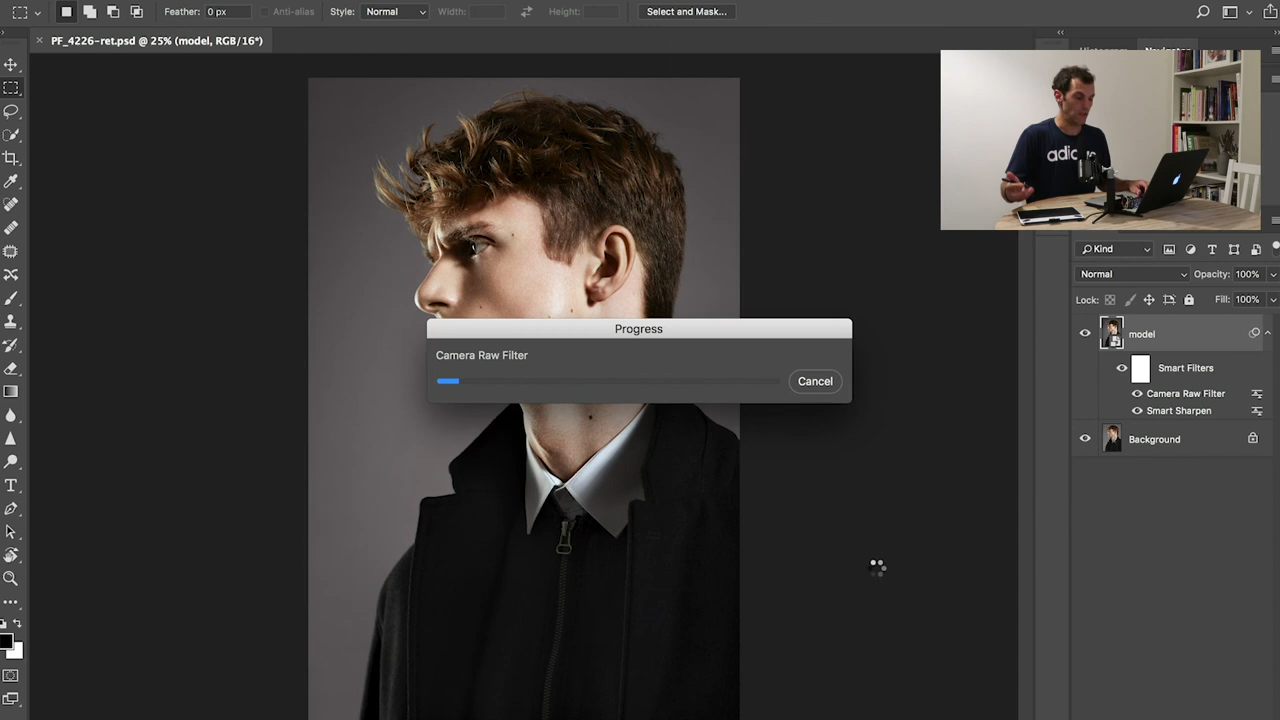 Feather: 0 px Anti-alias Style: Normal Width: Height: Select and Mask...
× PF_4226-ret.psd @ 25% (model, RGB/16*)
Kind
Normal Opacity: 100%
Lock: Fill: 100%
model
Smart Filters
Camera Raw Filter
Smart Sharpen
Background
Progress
Camera Raw Filter
Cancel